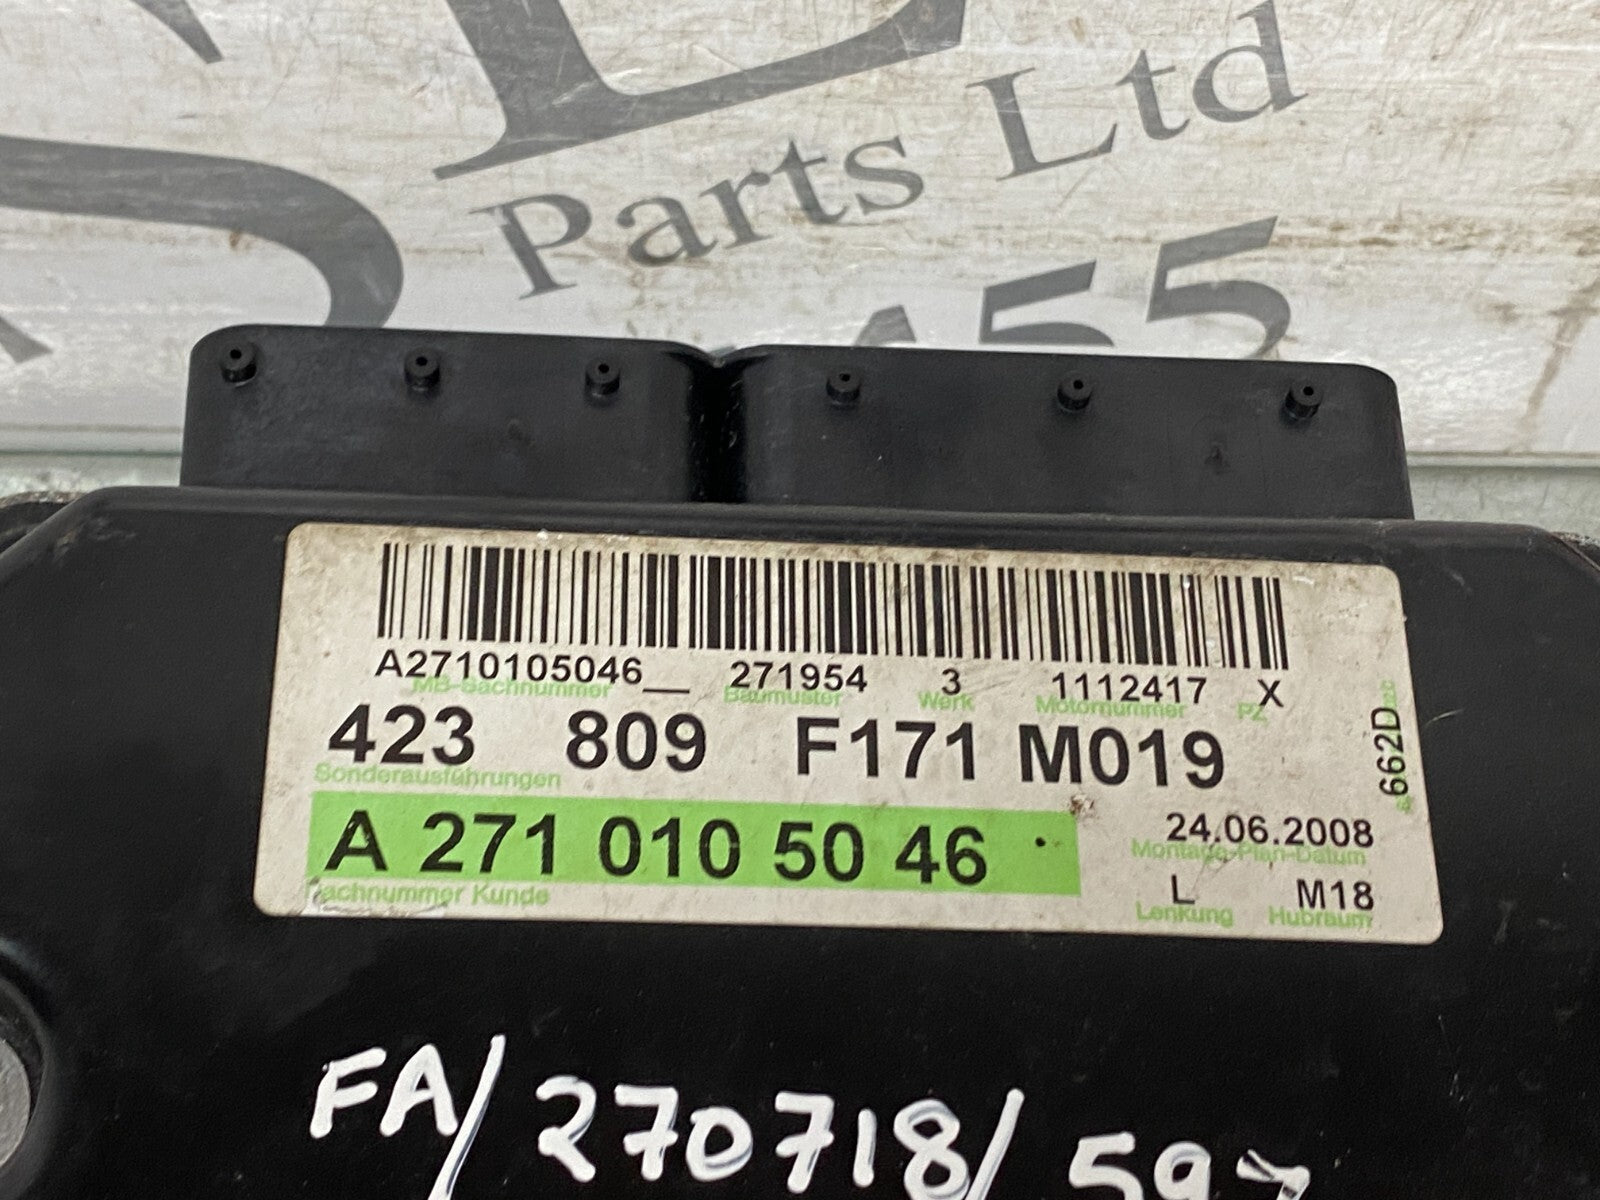 Parts Ltd
455
A2710105046__ 271954 3 1112417 X
MB-Sachnummer Baumuster Werk Motornummer PZ
423 809 F171 M019
Sonderausführungen
662D
A 271 010 50 46
24.06.2008
Montage-Plan-Datum
L M18
Sachnummer Kunde Lenkung Hubraum
FA/270718/597